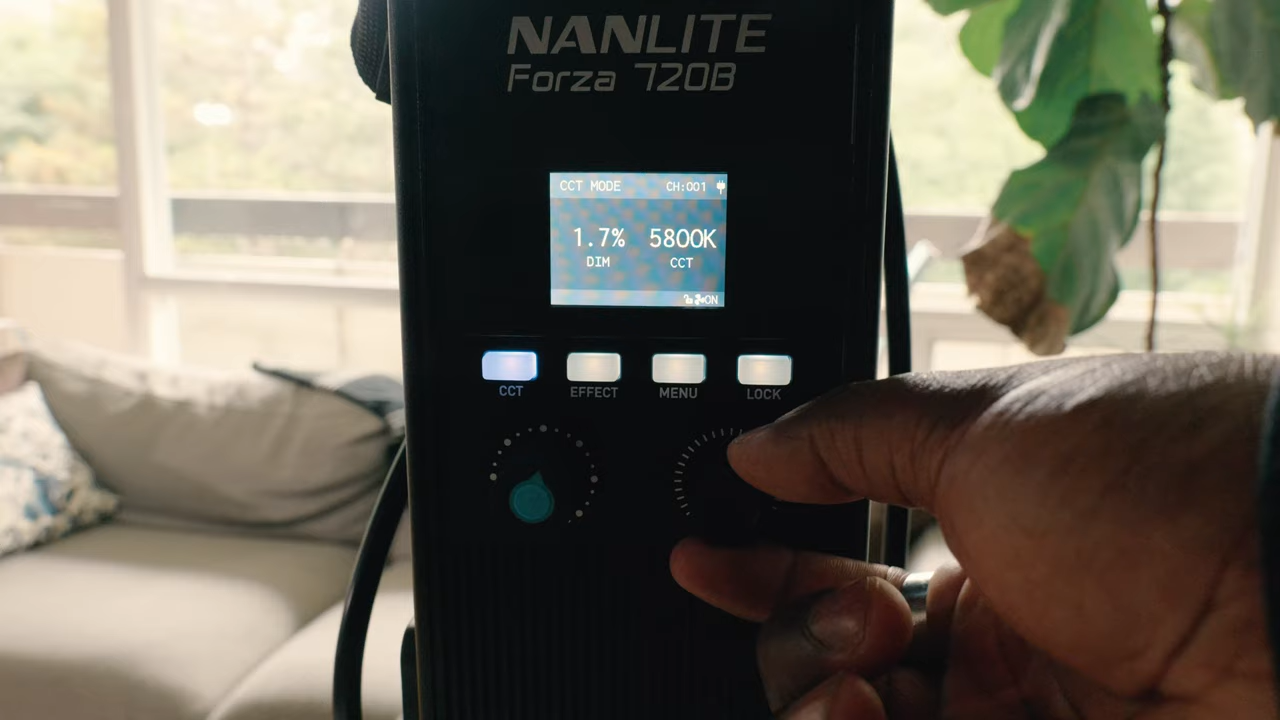 NANLITE
Forza 720B
CCT MODE CH:001
1.7% 5800K
DIM CCT
ON
CCT EFFECT MENU LOCK